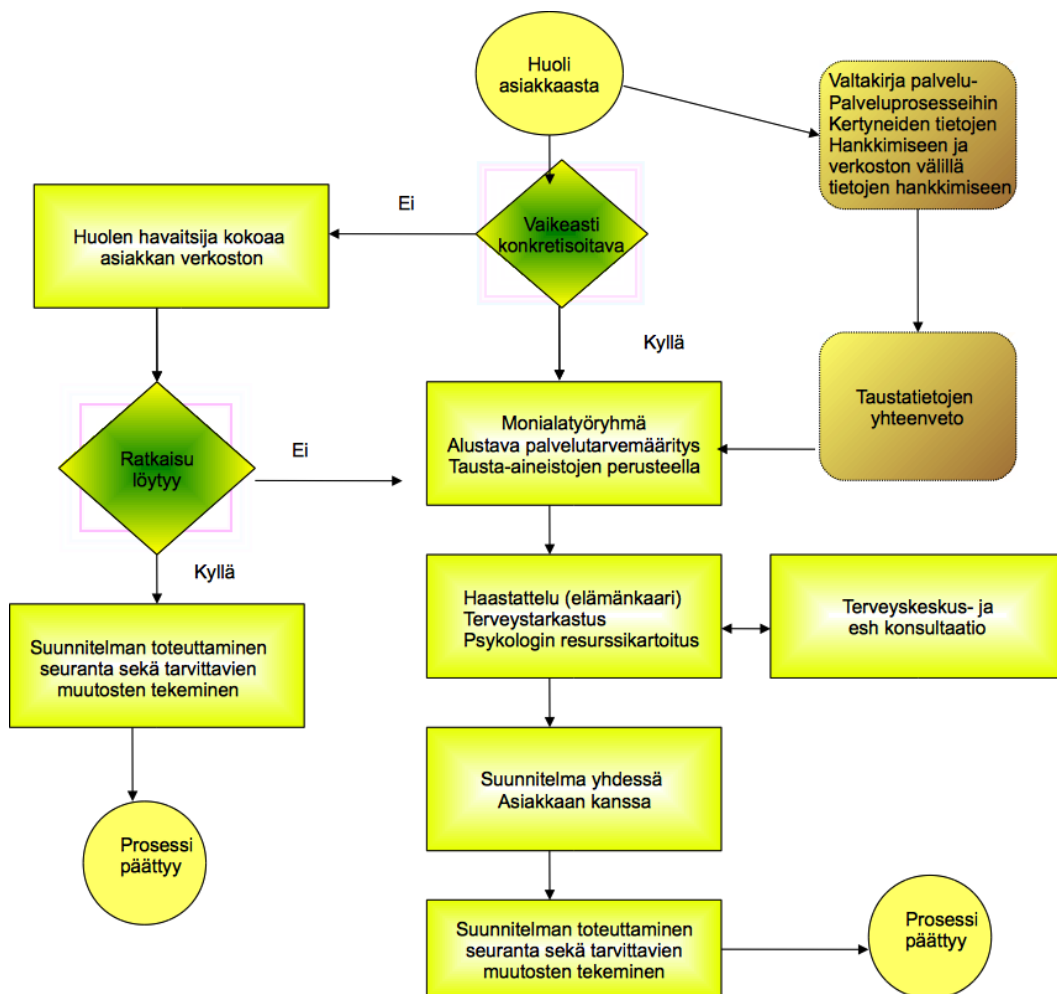 Huoli
asiakkaasta
Valtakirja palvelu-
Palveluprosesseihin
Kertyneiden tietojen
Hankkimiseen ja
verkoston välillä
tietojen hankkimiseen
Ei
Vaikeasti
konkretisoitava
Huolen havaitsija kokoaa
asiakkan verkoston
Kyllä
Taustatietojen
yhteenveto
Monialatyöryhmä
Alustava palvelutarvemääritys
Tausta-aineistojen perusteella
Ei
Ratkaisu
löytyy
Kyllä
Haastattelu (elämänkaari)
Terveystarkastus
Psykologin resurssikartoitus
Terveyskeskus- ja
esh konsultaatio
Suunnitelman toteuttaminen
seuranta sekä tarvittavien
muutosten tekeminen
Suunnitelma yhdessä
Asiakkaan kanssa
Prosessi
päättyy
Suunnitelman toteuttaminen
seuranta sekä tarvittavien
muutosten tekeminen
Prosessi
päättyy